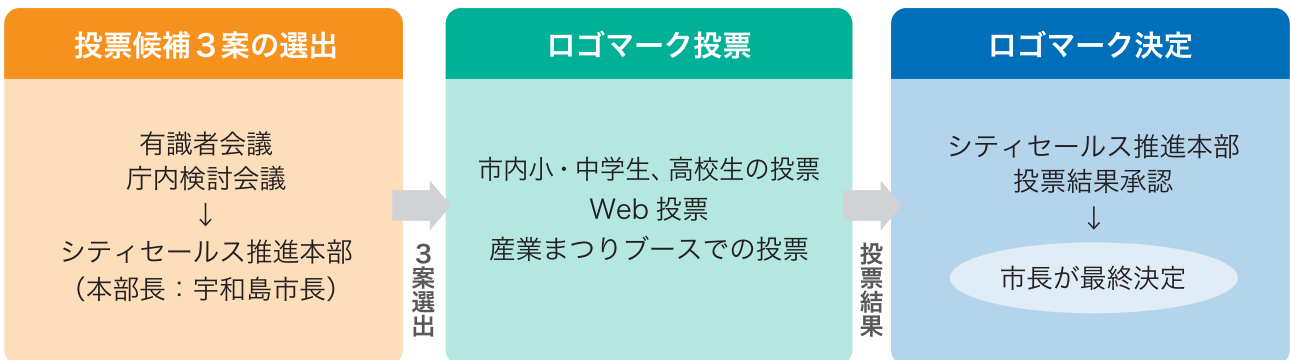 投票候補３案の選出
有識者会議
庁内検討会議
↓
シティセールス推進本部
（本部長：宇和島市長）
３案選出
ロゴマーク投票
市内小・中学生、高校生の投票
Web 投票
産業まつりブースでの投票
投票結果
ロゴマーク決定
シティセールス推進本部
投票結果承認
↓
市長が最終決定